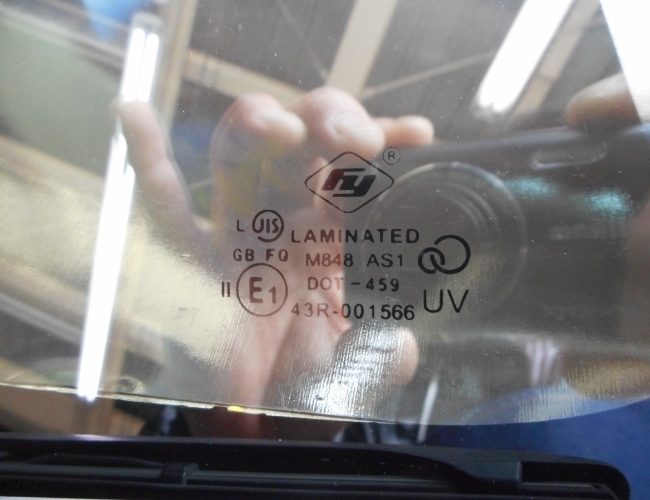 FY ®
L JIS LAMINATED
GB FQ M848 AS1
II E1 DOT-459 UV
43R-001566